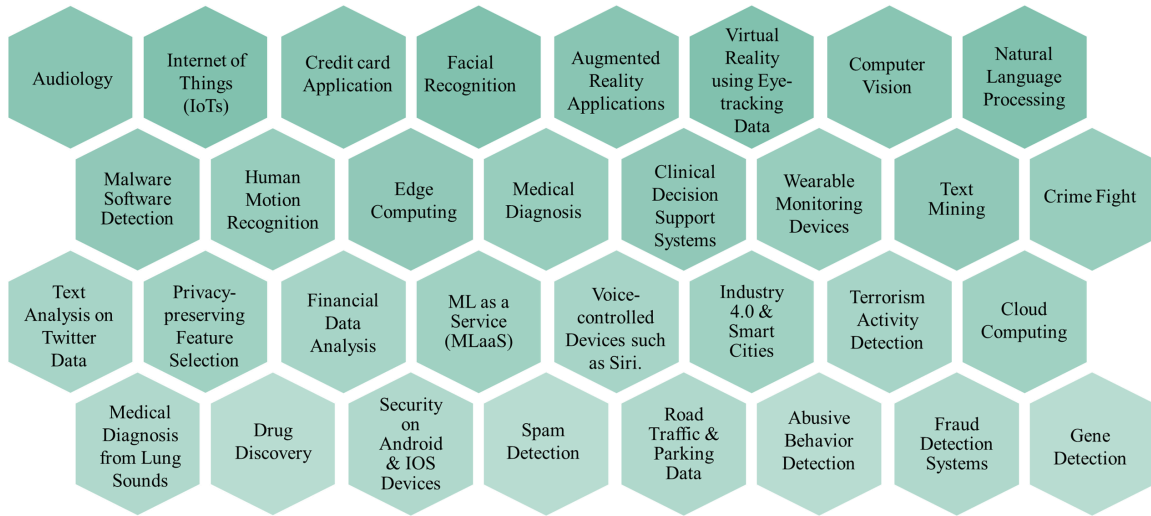 Audiology
Internet of
Things
(IoTs)
Credit card
Application
Facial
Recognition
Augmented
Reality
Applications
Virtual
Reality
using Eye-
tracking
Data
Computer
Vision
Natural
Language
Processing
Malware
Software
Detection
Human
Motion
Recognition
Edge
Computing
Medical
Diagnosis
Clinical
Decision
Support
Systems
Wearable
Monitoring
Devices
Text
Mining
Crime Fight
Text
Analysis on
Twitter
Data
Privacy-
preserving
Feature
Selection
Financial
Data
Analysis
ML as a
Service
(MLaaS)
Voice-
controlled
Devices such
as Siri.
Industry
4.0 &
Smart
Cities
Terrorism
Activity
Detection
Cloud
Computing
Medical
Diagnosis
from Lung
Sounds
Drug
Discovery
Security
on
Android
& IOS
Devices
Spam
Detection
Road
Traffic &
Parking
Data
Abusive
Behavior
Detection
Fraud
Detection
Systems
Gene
Detection